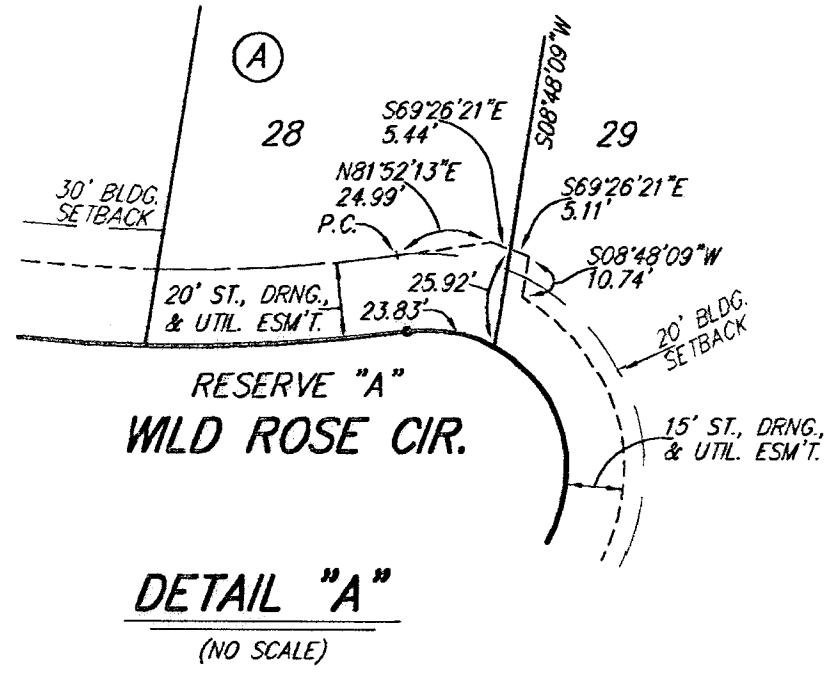 A
28
29
S08°48'09"W
S69°26'21"E
5.44'
N81°52'13"E
24.99'
P.C.
30' BLDG.
SETBACK
S69°26'21"E
5.11'
S08°48'09"W
10.74'
25.92'
23.83'
20' ST., DRNG.,
& UTIL. ESM'T.
20' BLDG.
SETBACK
RESERVE "A"
WILD ROSE CIR.
15' ST., DRNG.,
& UTIL. ESM'T.
DETAIL "A"
(NO SCALE)